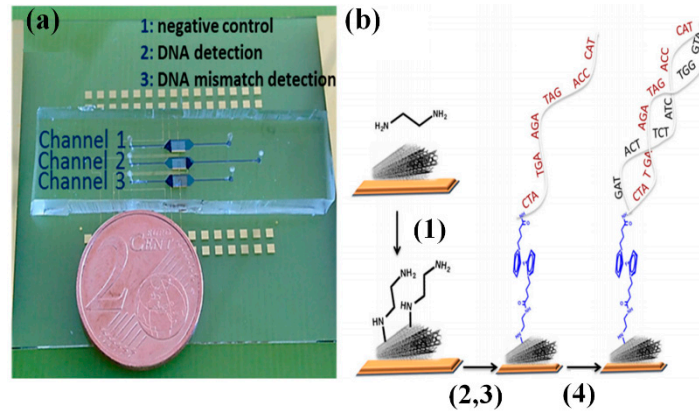 (a)
1: negative control
2: DNA detection
3: DNA mismatch detection
Channel 1
Channel 2
Channel 3
2 CENT
(b)
H₂N
NH₂
(1)
NH₂
NH₂
HN
HN
(2,3)
CTA TGA AGA TAG ACC CAT
(4)
CTA TGA AGA TAG ACC CAT
GAT ACT TCT ATC TGG GTA